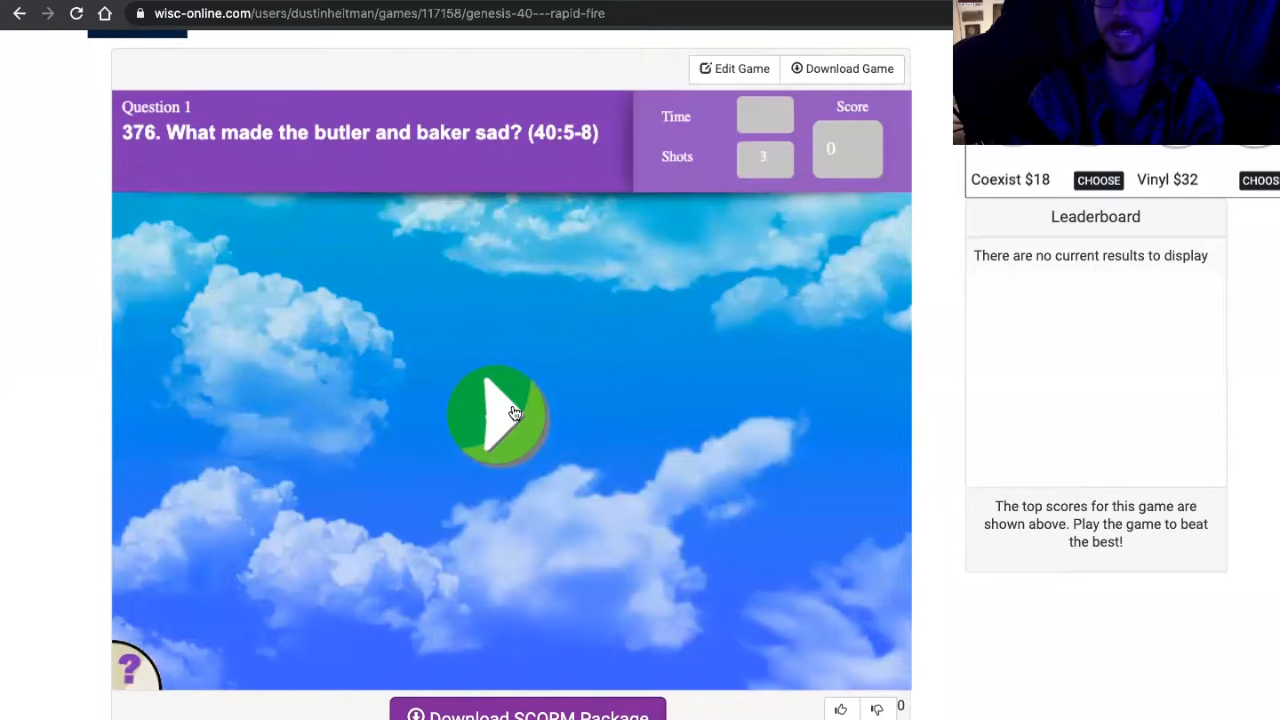 wisc-online.com/users/dustinheitman/games/117158/genesis-40---rapid-fire
Edit Game
Download Game
Question 1
376. What made the butler and baker sad? (40:5-8)
Time
Shots
3
Score
0
Coexist $18
CHOOSE
Vinyl $32
CHOOS
Leaderboard
There are no current results to display
The top scores for this game are
shown above. Play the game to beat
the best!
?
Download SCORM Package
0